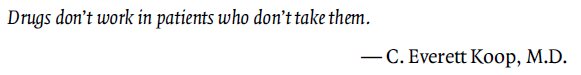 Drugs don’t work in patients who don’t take them.
— C. Everett Koop, M.D.